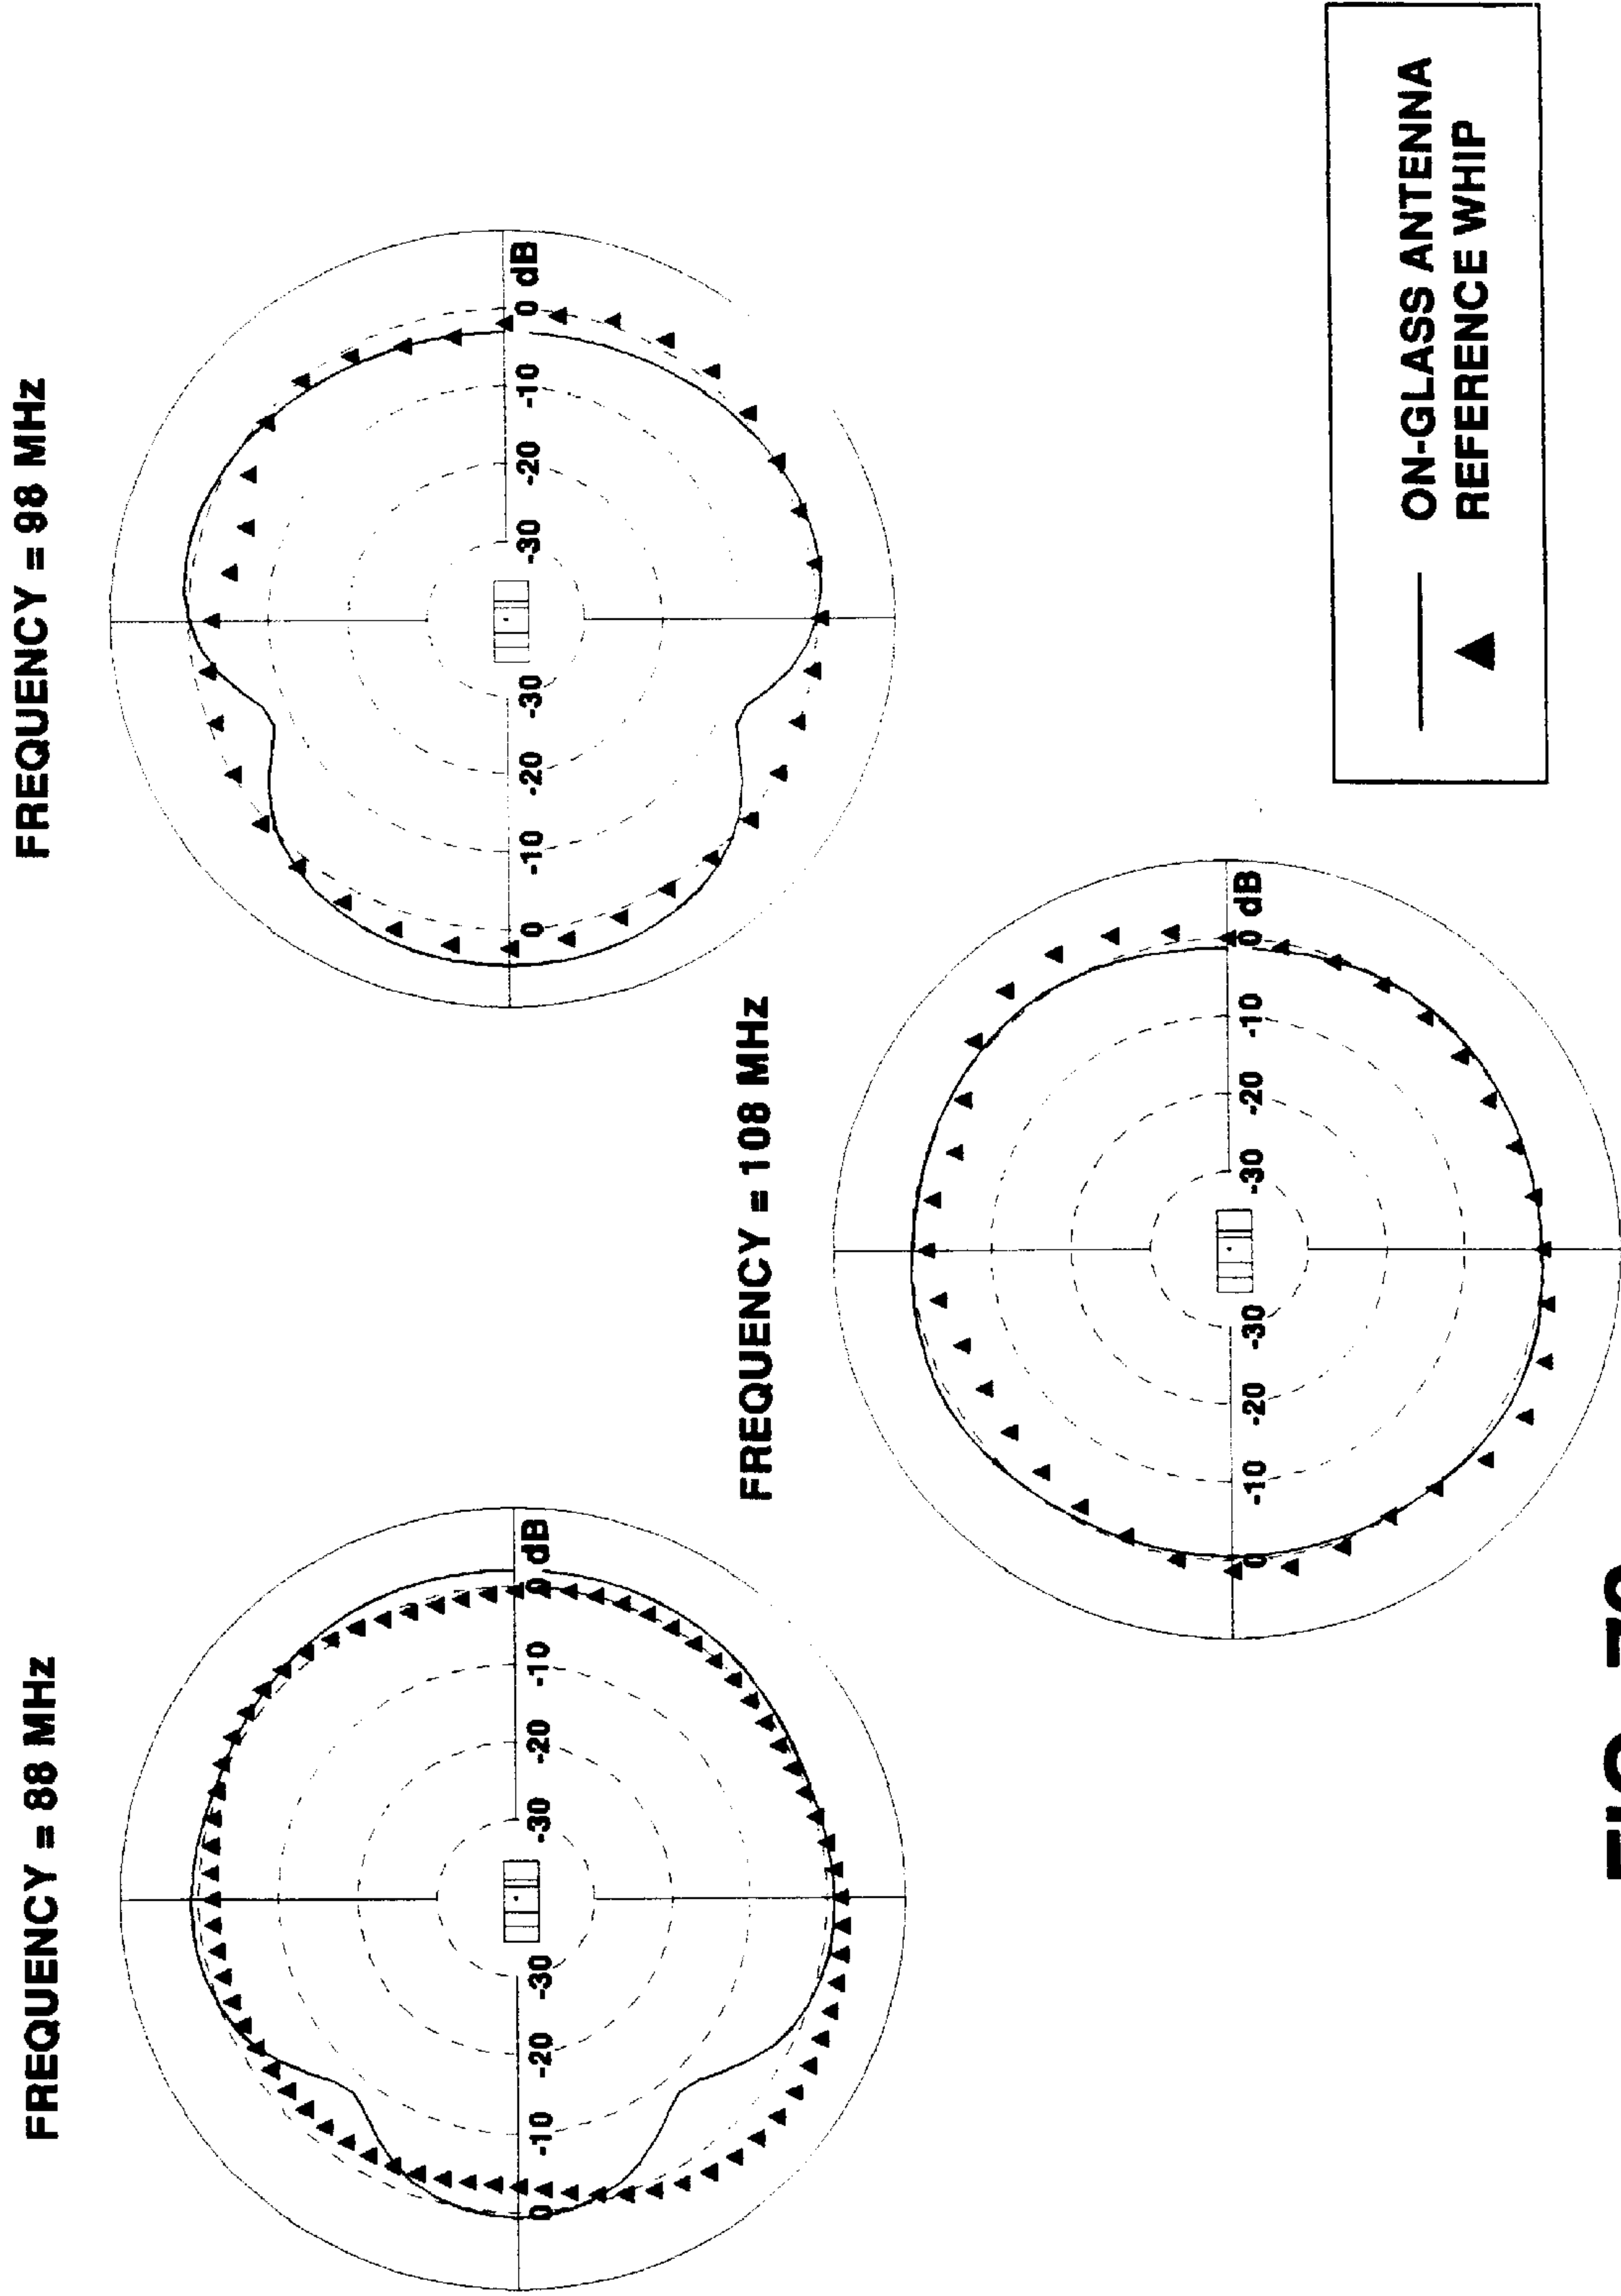 FREQUENCY = 88 MHz
0 -10 -20 -30 -30 -20 -10 0 dB
FREQUENCY = 98 MHz
0 -10 -20 -30 -30 -20 -10 0 dB
FREQUENCY = 108 MHz
0 -10 -20 -30 -30 -20 -10 0 dB
ON-GLASS ANTENNA
REFERENCE WHIP